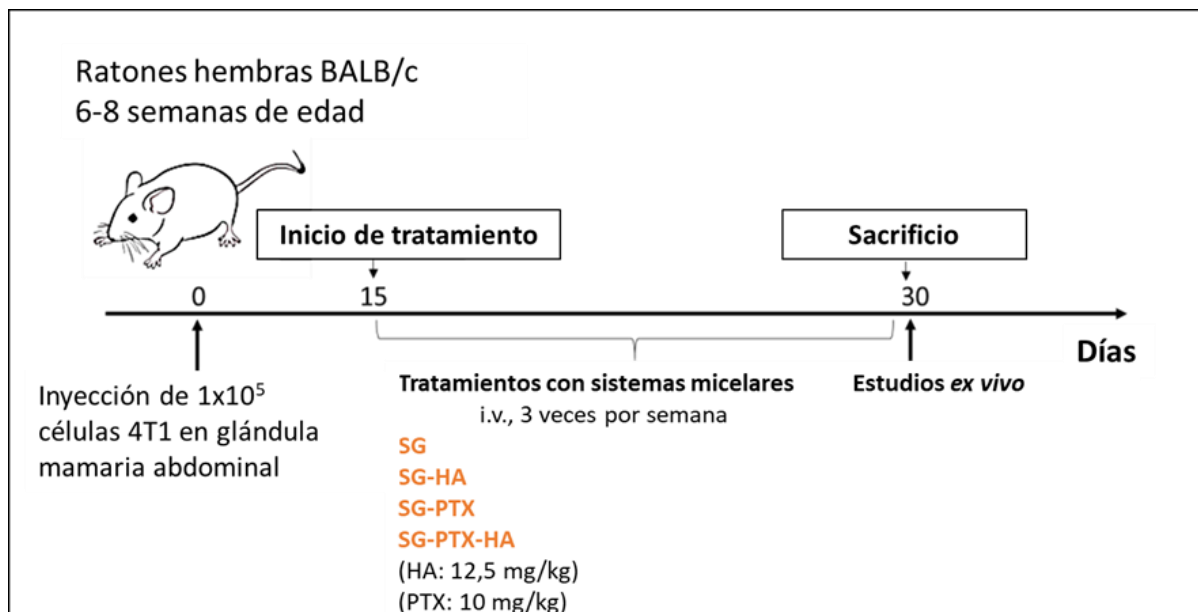 Ratones hembras BALB/c
6-8 semanas de edad
Inicio de tratamiento
Sacrificio
0
15
30
Días
Inyección de 1x10⁵
células 4T1 en glándula
mamaria abdominal
Tratamientos con sistemas micelares
i.v., 3 veces por semana
SG
SG-HA
SG-PTX
SG-PTX-HA
(HA: 12,5 mg/kg)
(PTX: 10 mg/kg)
Estudios ex vivo